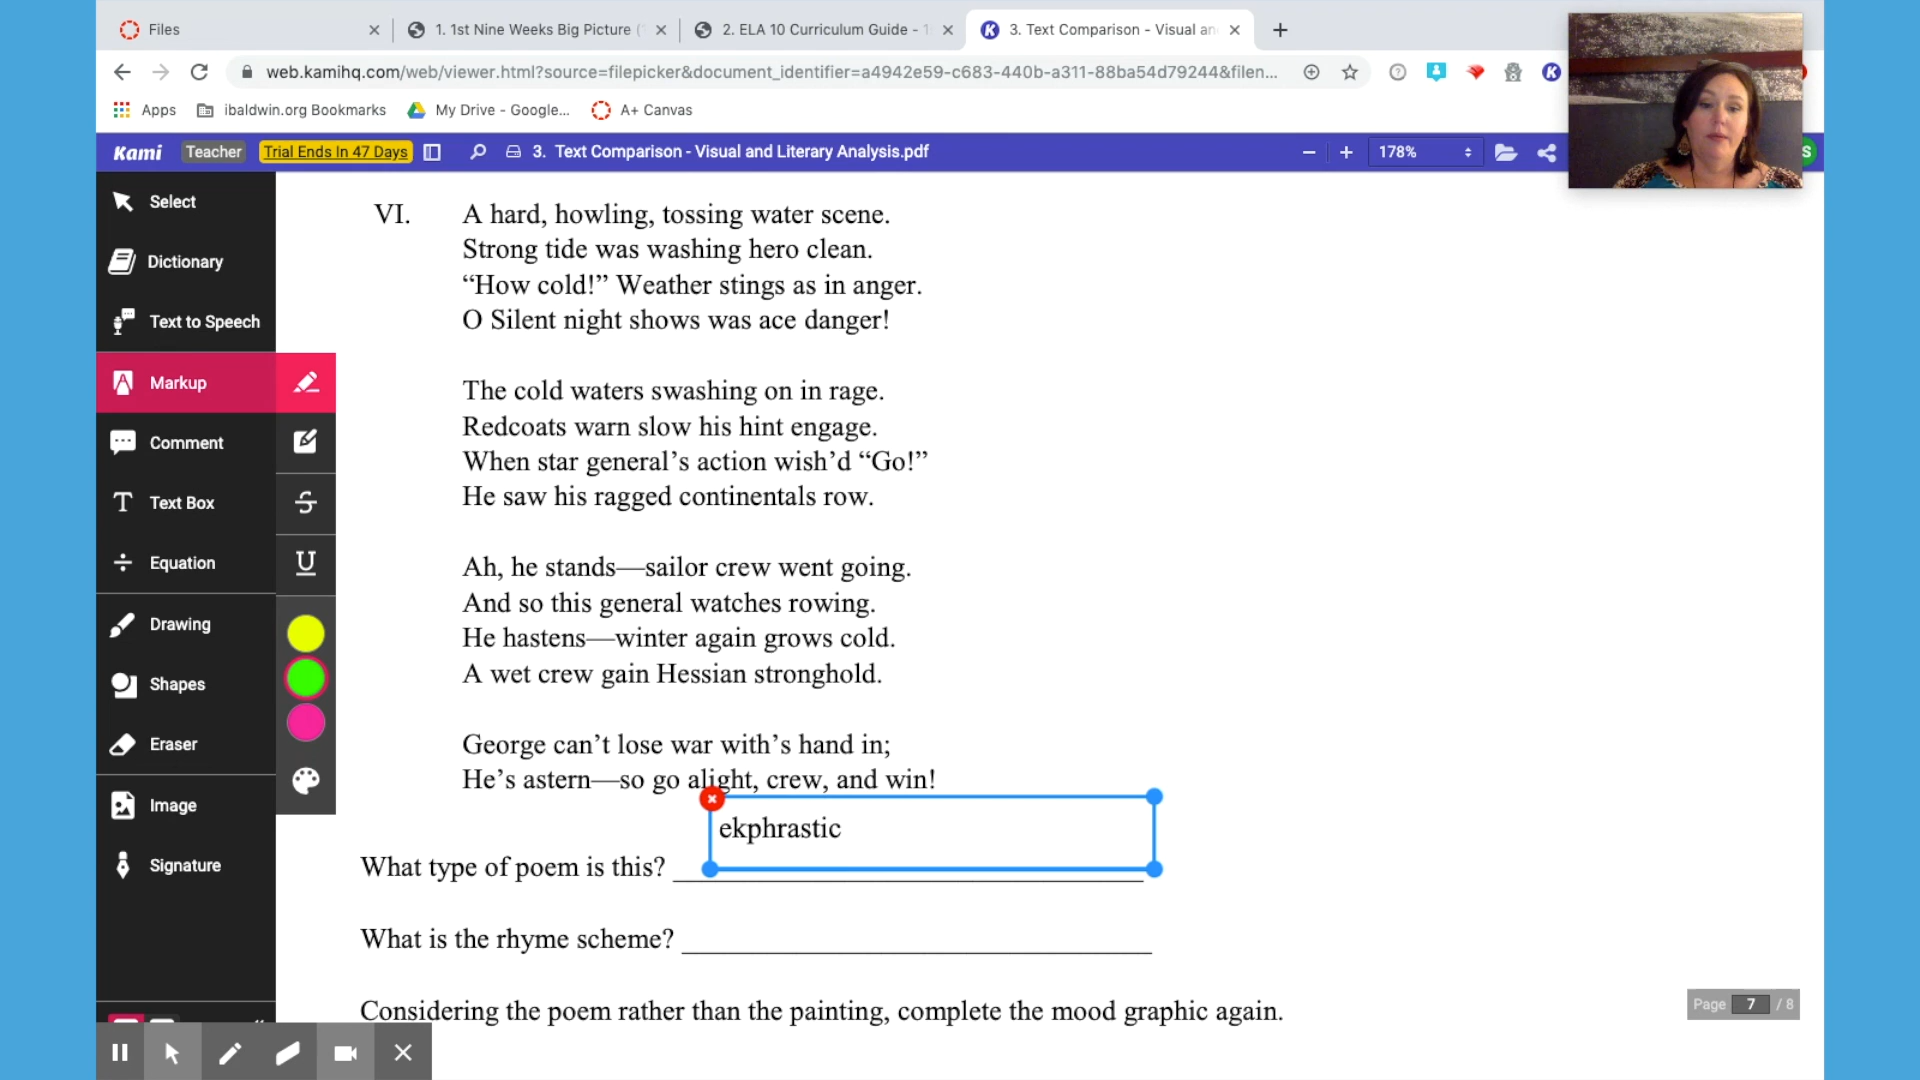 Files
1. 1st Nine Weeks Big Picture (
2. ELA 10 Curriculum Guide - 1
3. Text Comparison - Visual an
web.kamihq.com/web/viewer.html?source=filepicker&document_identifier=a4942e59-c683-440b-a311-88ba54d79244&filen...
Apps
ibaldwin.org Bookmarks
My Drive - Google...
A+ Canvas
Kami
Teacher
Trial Ends In 47 Days
3. Text Comparison - Visual and Literary Analysis.pdf
178%
S
Select
Dictionary
Text to Speech
Markup
Comment
Text Box
Equation
Drawing
Shapes
Eraser
Image
Signature
VI. A hard, howling, tossing water scene.
Strong tide was washing hero clean.
“How cold!” Weather stings as in anger.
O Silent night shows was ace danger!
The cold waters swashing on in rage.
Redcoats warn slow his hint engage.
When star general’s action wish’d “Go!”
He saw his ragged continentals row.
Ah, he stands—sailor crew went going.
And so this general watches rowing.
He hastens—winter again grows cold.
A wet crew gain Hessian stronghold.
George can’t lose war with’s hand in;
He’s astern—so go alight, crew, and win!
ekphrastic
What type of poem is this?
What is the rhyme scheme?
Considering the poem rather than the painting, complete the mood graphic again.
Page 7 / 8